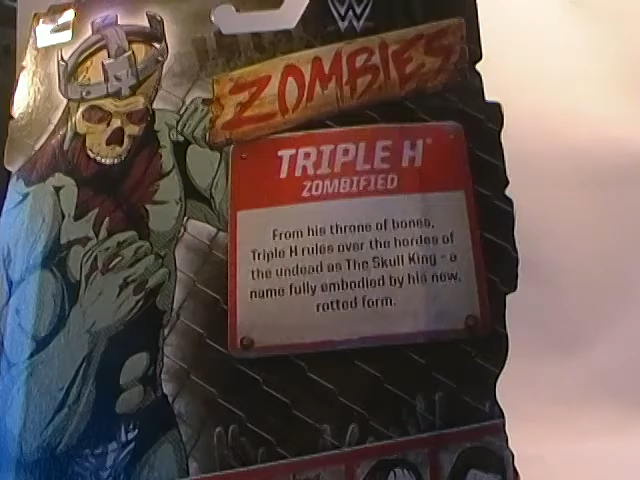 W
ZOMBIES
TRIPLE H®
ZOMBIFIED
From his throne of bones,
Triple H rules over the hordes of
the undead as The Skull King - a
name fully embodied by his new,
rotted form.